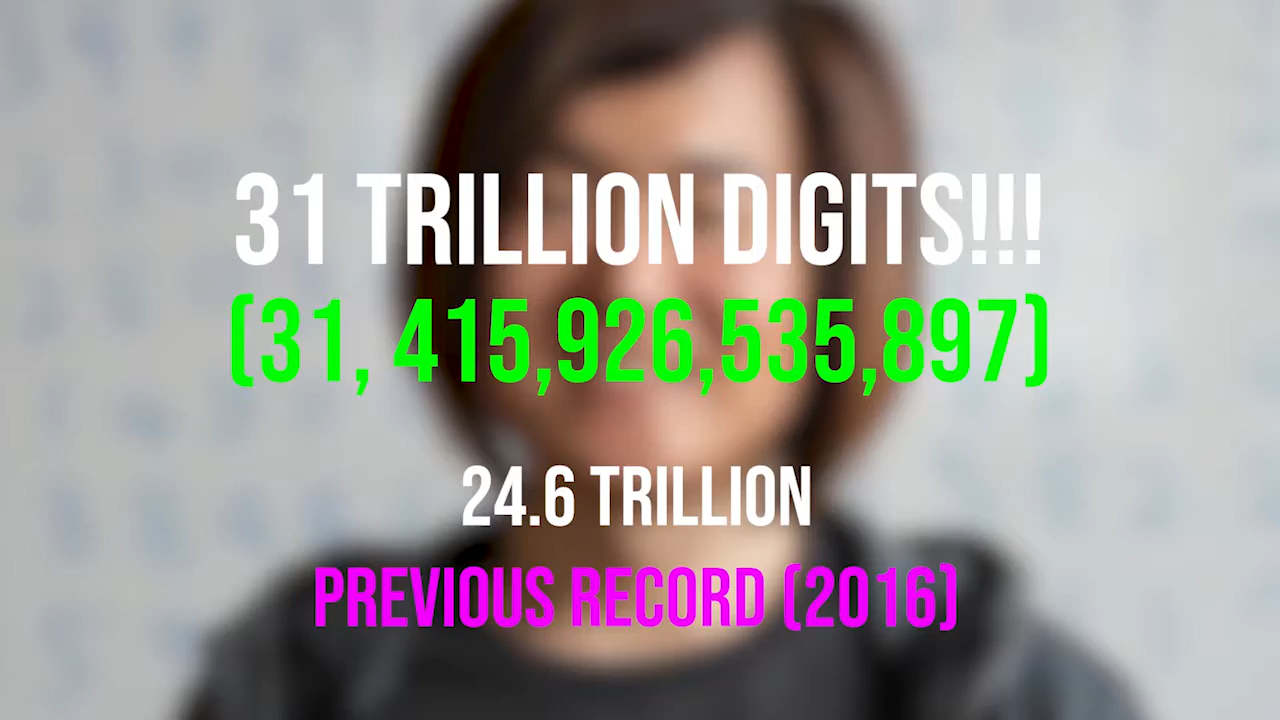 31 TRILLION DIGITS!!!
(31, 415,926,535,897)
24.6 TRILLION
PREVIOUS RECORD (2016)